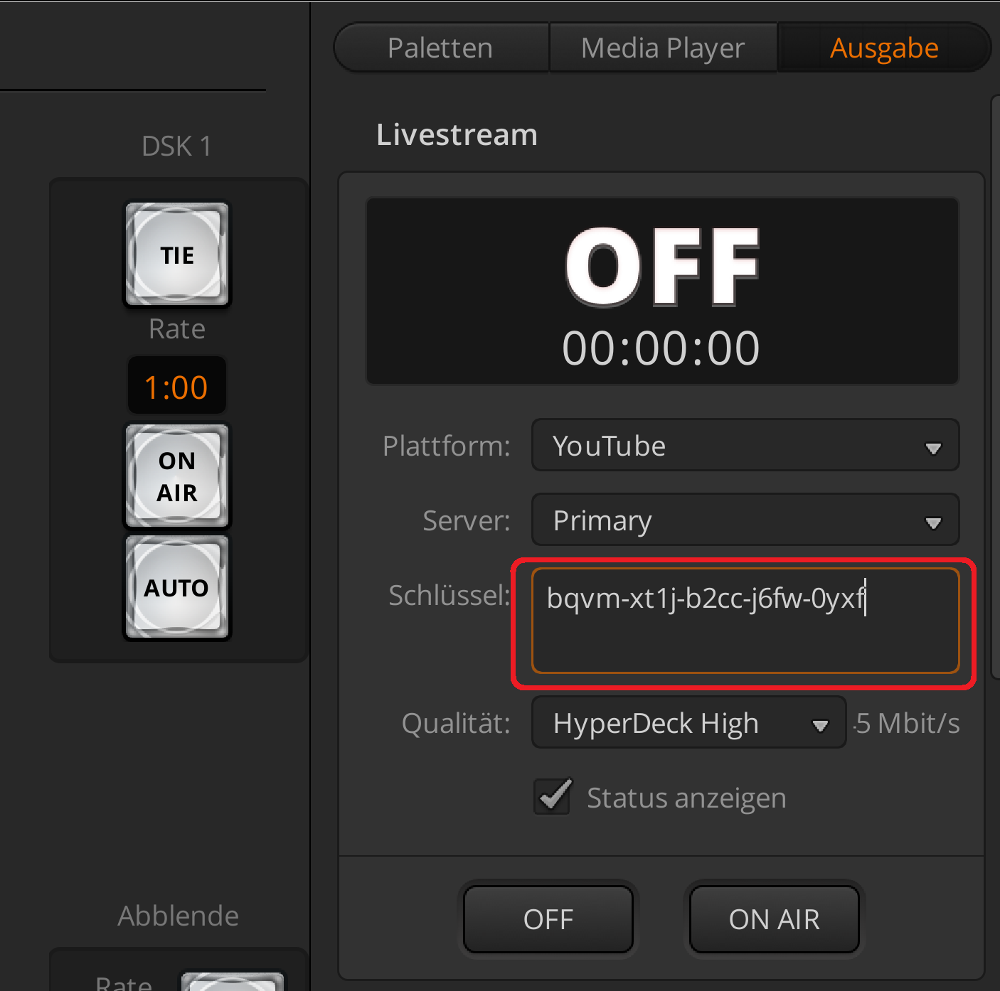 Paletten
Media Player
Ausgabe
DSK 1
TIE
Rate
1:00
ON
AIR
AUTO
Abblende
Rate
Livestream
OFF
00:00:00
Plattform: YouTube
Server: Primary
Schlüssel: bqvm-xt1j-b2cc-j6fw-0yxf
Qualität: HyperDeck High 5 Mbit/s
Status anzeigen
OFF
ON AIR